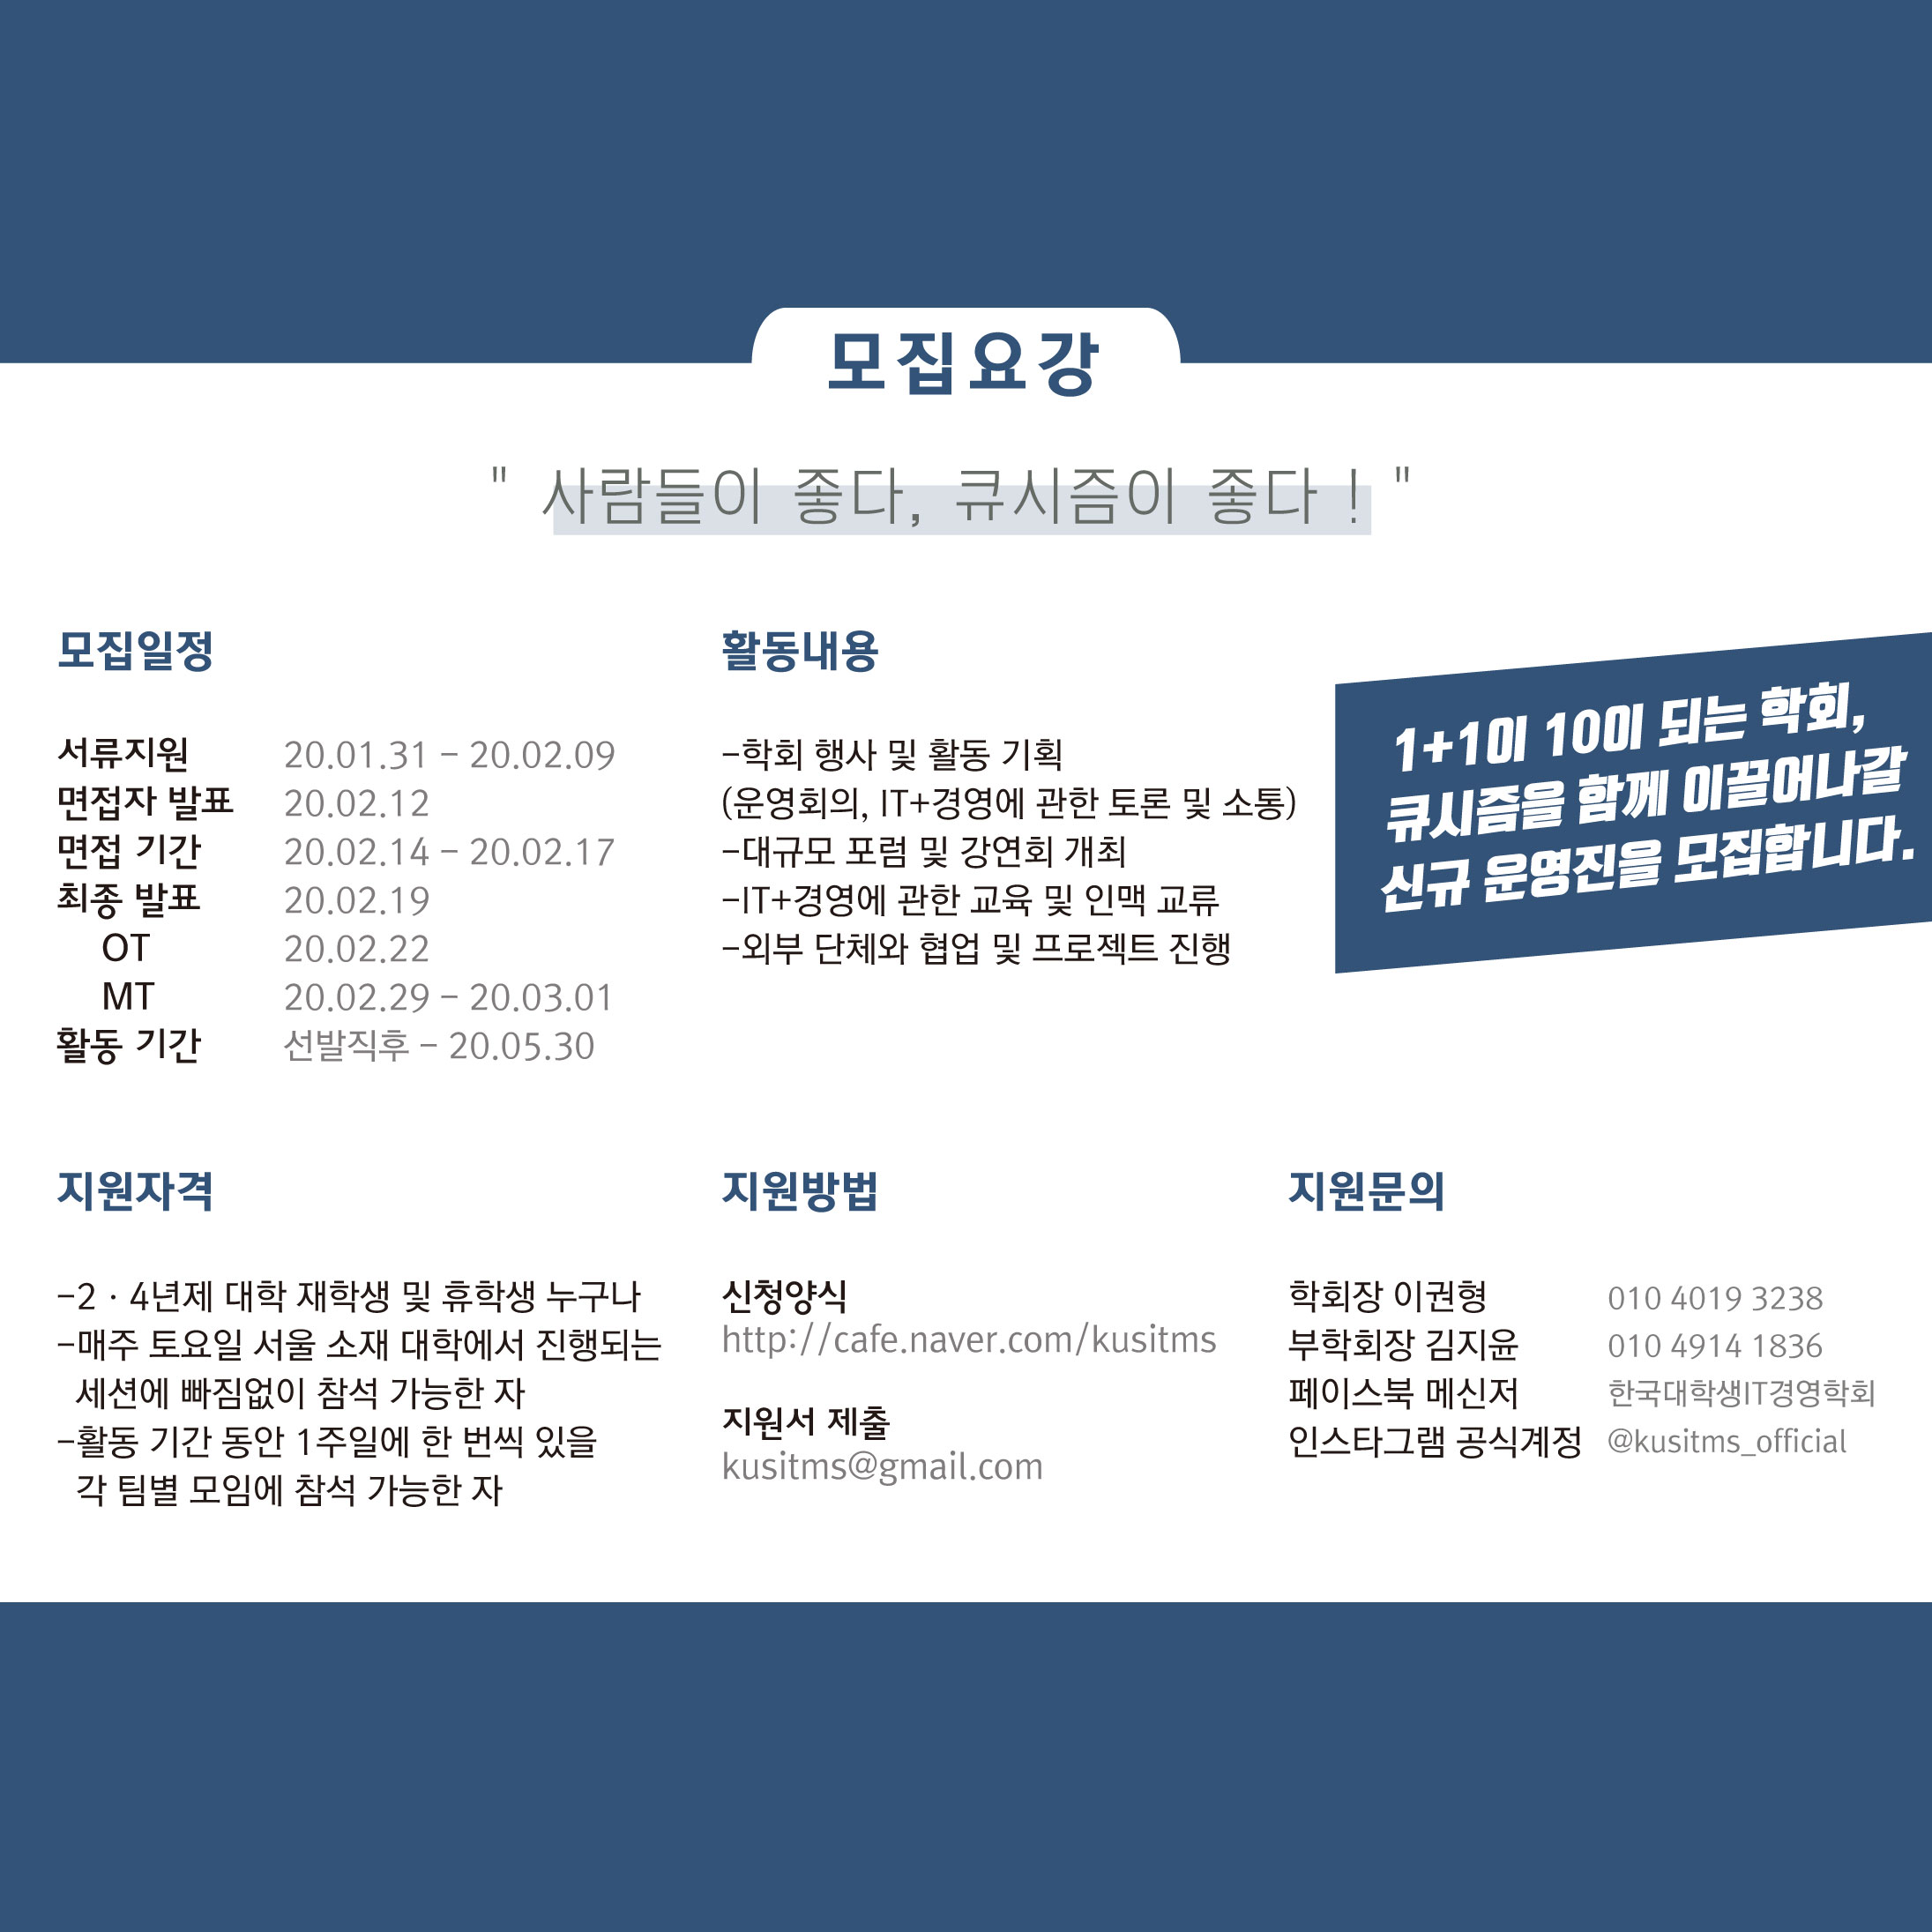 모집요강
" 사람들이 좋다, 큐시즘이 좋다 ! "
모집일정
서류지원 20.01.31 - 20.02.09
면접자 발표 20.02.12
면접 기간 20.02.14 - 20.02.17
최종 발표 20.02.19
OT 20.02.22
MT 20.02.29 - 20.03.01
활동 기간 선발직후 - 20.05.30
활동내용
-학회 행사 및 활동 기획
(운영회의, IT+경영에 관한 토론 및 소통)
-대규모 포럼 및 강연회 개최
-IT+경영에 관한 교육 및 인맥 교류
-외부 단체와 협업 및 프로젝트 진행
1+1이 10이 되는 학회,
큐시즘을 함께 이끌어나갈
신규 운영진을 모집합니다.
지원자격
-2 · 4년제 대학 재학생 및 휴학생 누구나
-매주 토요일 서울 소재 대학에서 진행되는
세션에 빠짐없이 참석 가능한 자
-활동 기간 동안 1주일에 한 번씩 있을
각 팀별 모임에 참석 가능한 자
지원방법
신청양식
http://cafe.naver.com/kusitms
지원서 제출
kusitms@gmail.com
지원문의
학회장 이권형 010 4019 3238
부학회장 김지윤 010 4914 1836
페이스북 메신저 한국대학생IT경영학회
인스타그램 공식계정 @kusitms_official